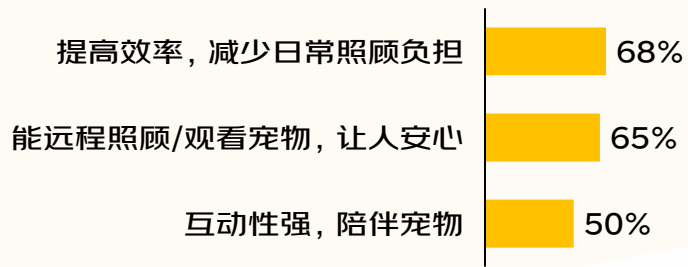 提高效率，减少日常照顾负担 68%
能远程照顾/观看宠物，让人安心 65%
互动性强，陪伴宠物 50%